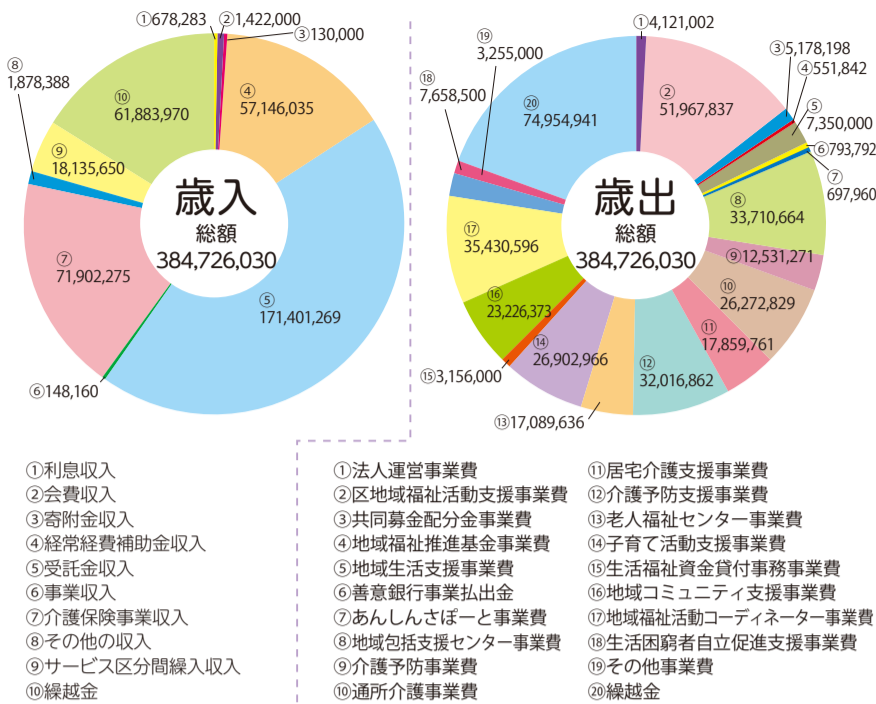 ①678,283
②1,422,000
③130,000
④
57,146,035
⑤
171,401,269
⑥148,160
⑦
71,902,275
⑧
1,878,388
⑨
18,135,650
⑩
61,883,970
歳入
総額
384,726,030
①利息収入
②会費収入
③寄附金収入
④経常経費補助金収入
⑤受託金収入
⑥事業収入
⑦介護保険事業収入
⑧その他の収入
⑨サービス区分間繰入収入
⑩繰越金
①4,121,002
②
51,967,837
③5,178,198
④551,842
⑤
7,350,000
⑥793,792
⑦
697,960
⑧
33,710,664
⑨12,531,271
⑩
26,272,829
⑪
17,859,761
⑫
32,016,862
⑬17,089,636
⑭
26,902,966
⑮3,156,000
⑯
23,226,373
⑰
35,430,596
⑱
7,658,500
⑲
3,255,000
⑳
74,954,941
歳出
総額
384,726,030
①法人運営事業費
②区地域福祉活動支援事業費
③共同募金配分金事業費
④地域福祉推進基金事業費
⑤地域生活支援事業費
⑥善意銀行事業払出金
⑦あんしんさぽーと事業費
⑧地域包括支援センター事業費
⑨介護予防事業費
⑩通所介護事業費
⑪居宅介護支援事業費
⑫介護予防支援事業費
⑬老人福祉センター事業費
⑭子育て活動支援事業費
⑮生活福祉資金貸付事務事業費
⑯地域コミュニティ支援事業費
⑰地域福祉活動コーディネーター事業費
⑱生活困窮者自立促進支援事業費
⑲その他事業費
⑳繰越金